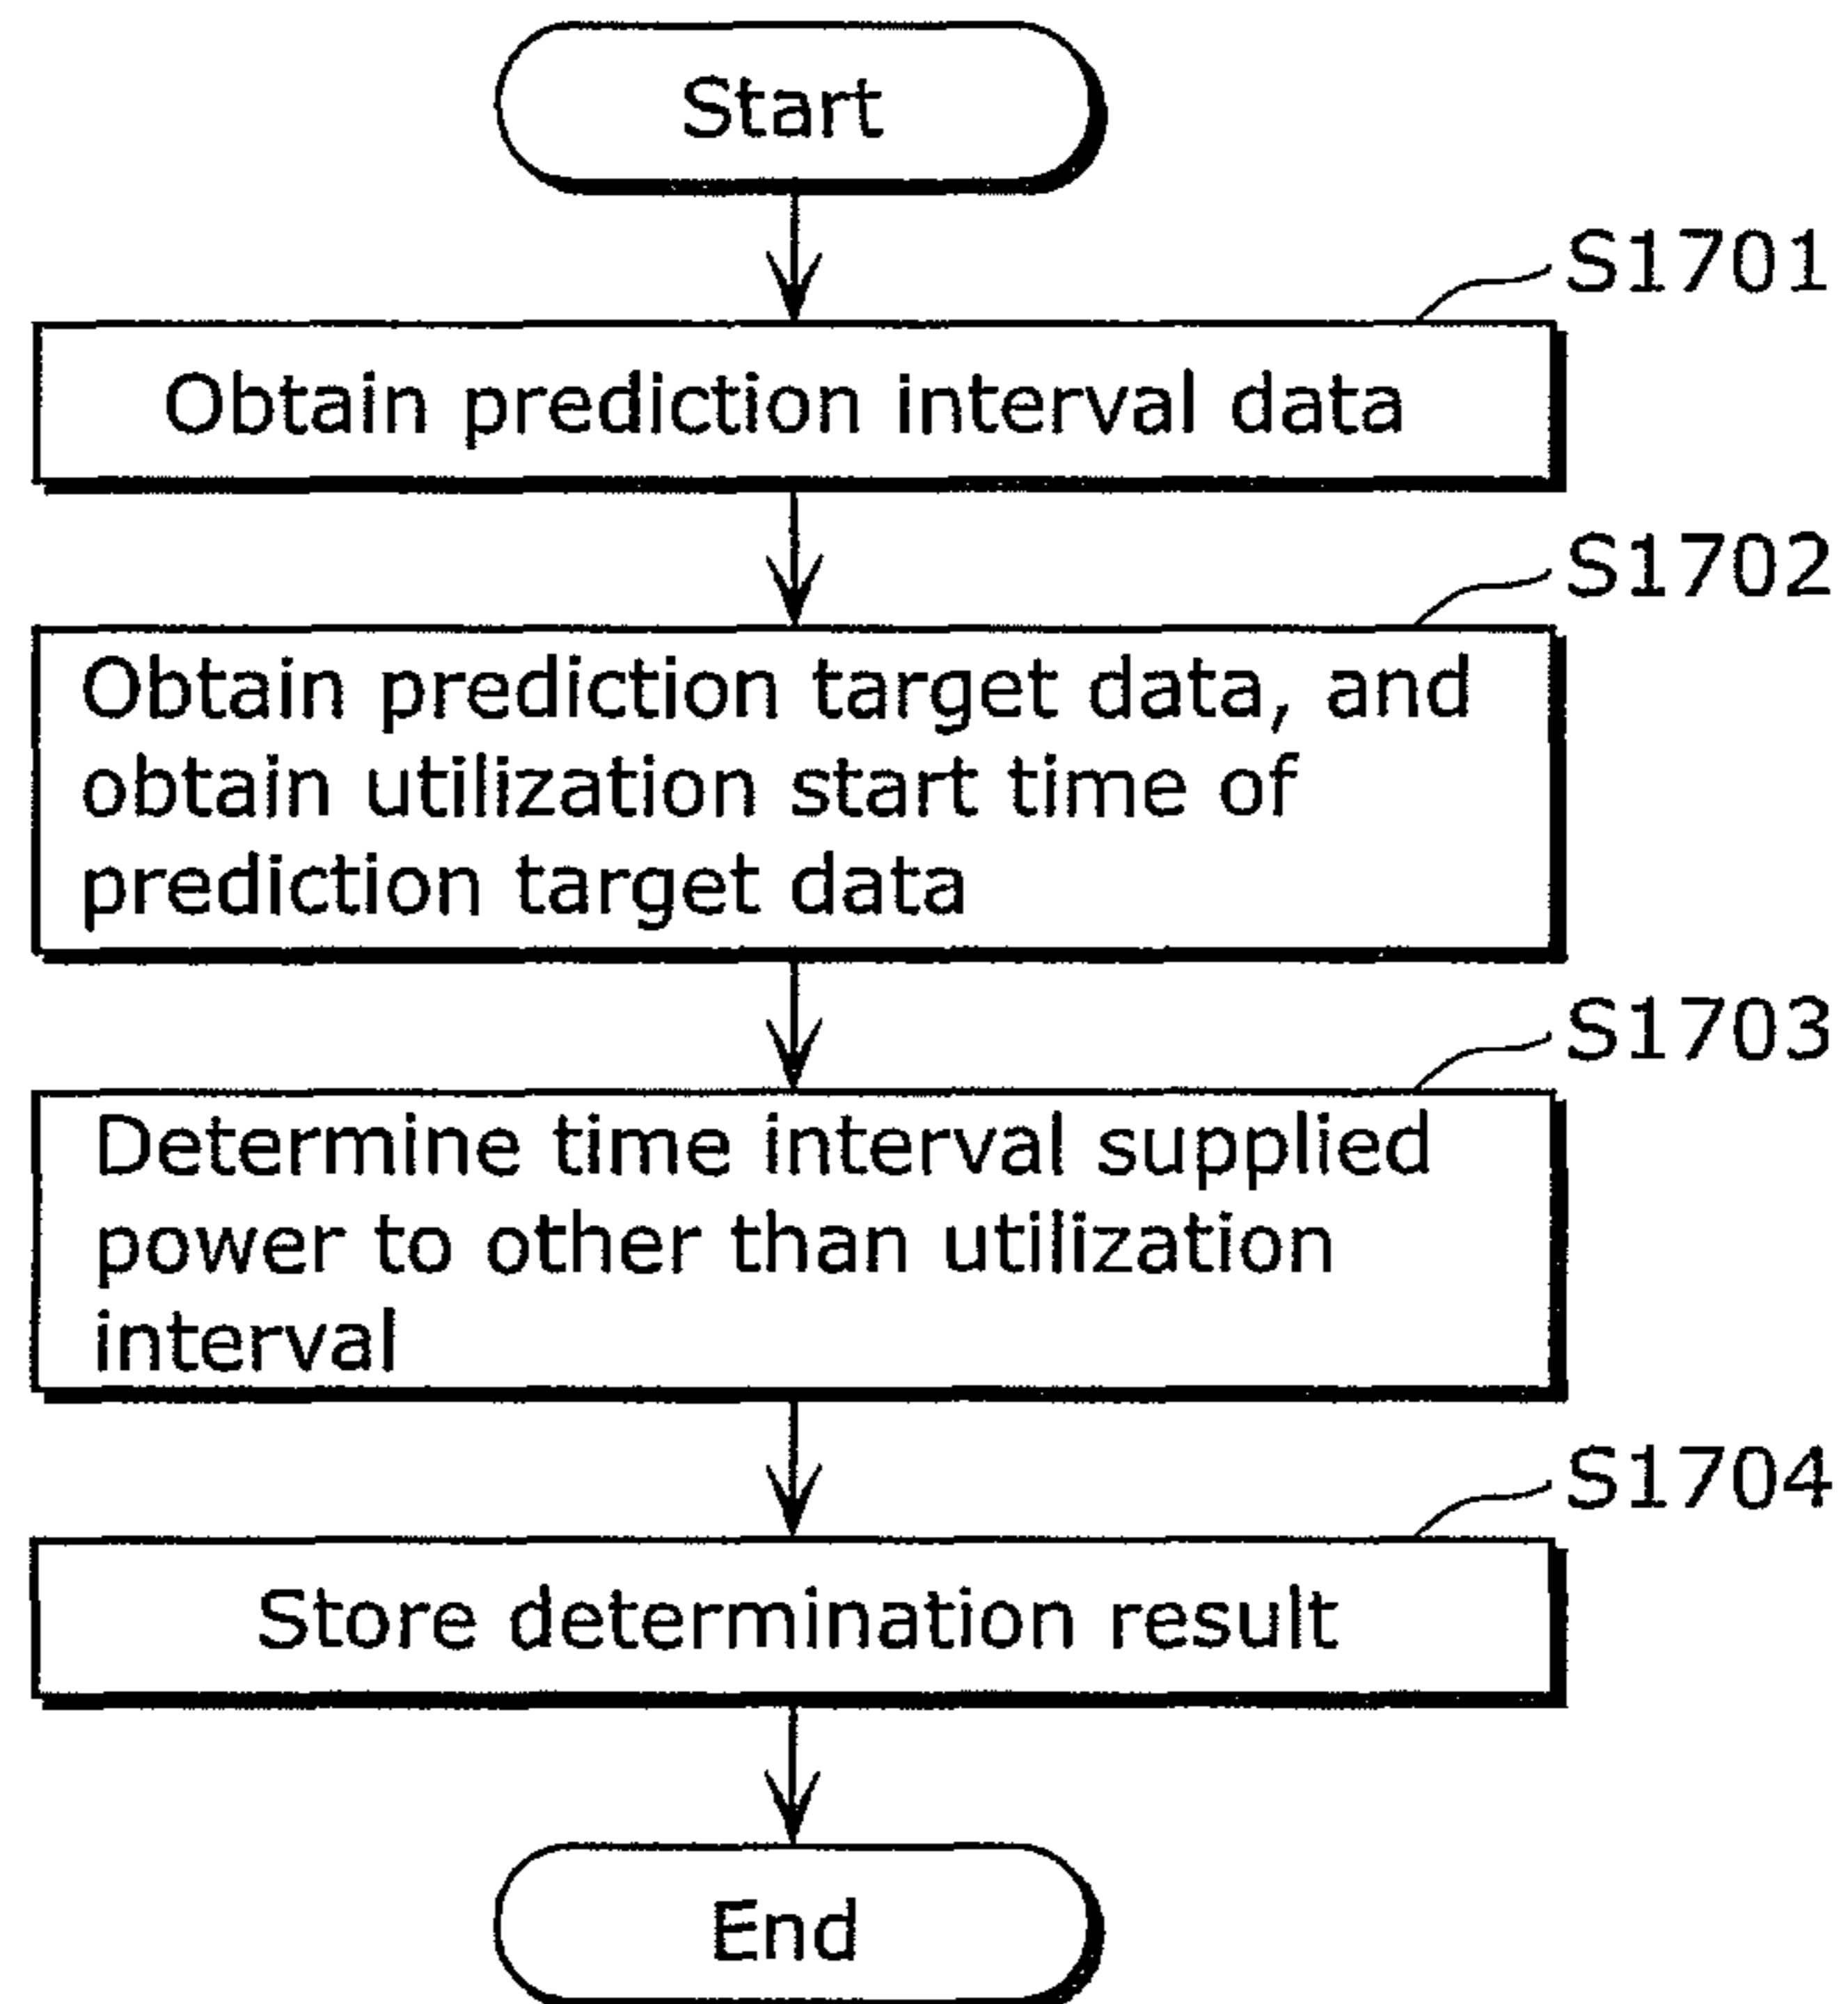 Start
S1701
Obtain prediction interval data
S1702
Obtain prediction target data, and
obtain utilization start time of
prediction target data
S1703
Determine time interval supplied
power to other than utilization
interval
S1704
Store determination result
End